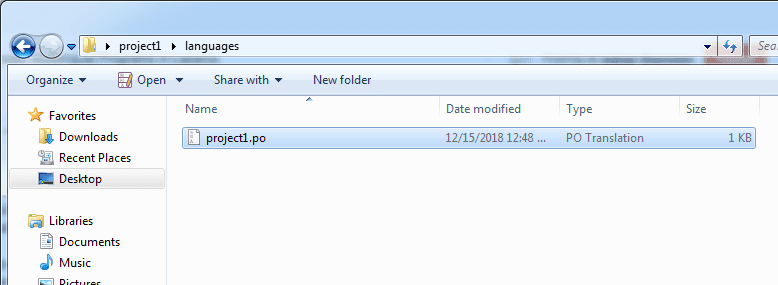 project1 languages
Sea
Organize Open Share with New folder
Name Date modified Type Size
project1.po 12/15/2018 12:48 ... PO Translation 1 KB
Favorites
Downloads
Recent Places
Desktop
Libraries
Documents
Music
Pictures